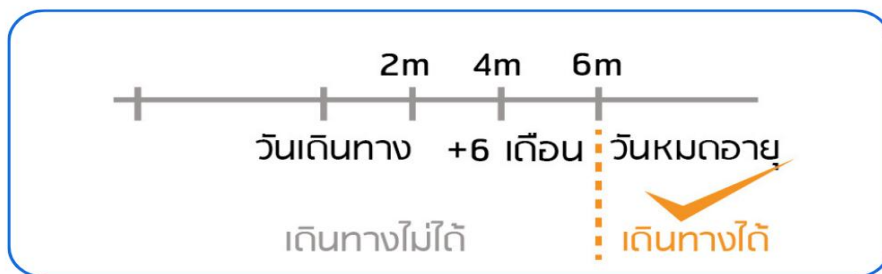 2m 4m 6m
วันเดินทาง +6 เดือน วันหมดอายุ
เดินทางไม่ได้ เดินทางได้